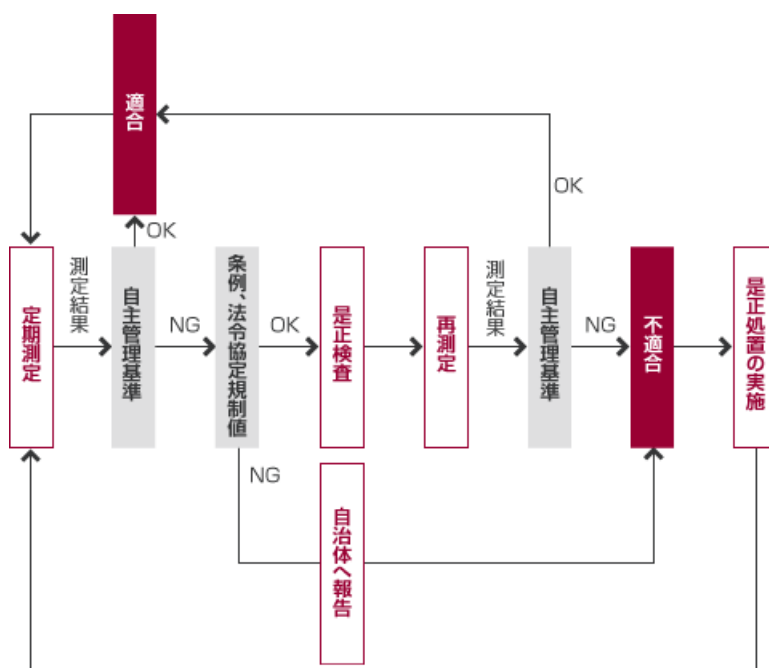 適合
OK
OK
定期測定
測定結果
自主管理基準
NG
条例、法令協定規制値
OK
是正検査
再測定
測定結果
自主管理基準
NG
不適合
是正処置の実施
NG
自治体へ報告